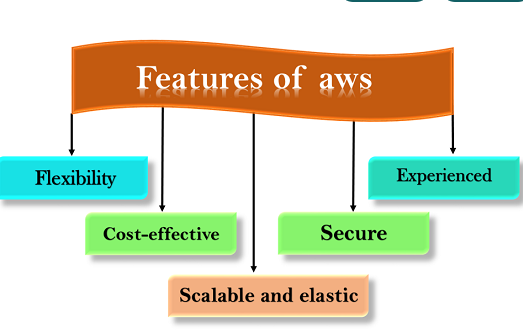 Features of aws
Flexibility
Experienced
Cost-effective
Secure
Scalable and elastic